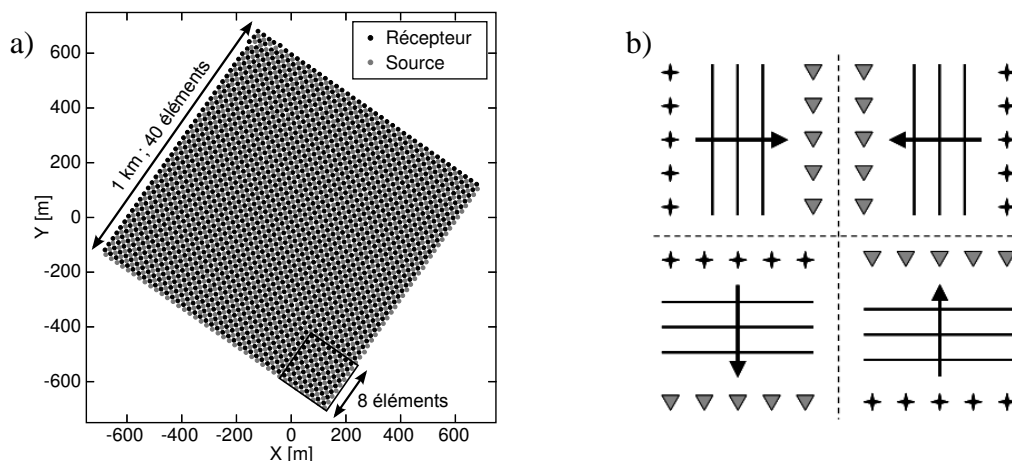 a)
Récepteur
Source
1 km ; 40 éléments
8 éléments
Y [m]
600
400
200
0
-200
-400
-600
-600 -400 -200 0 200 400 600
X [m]
b)